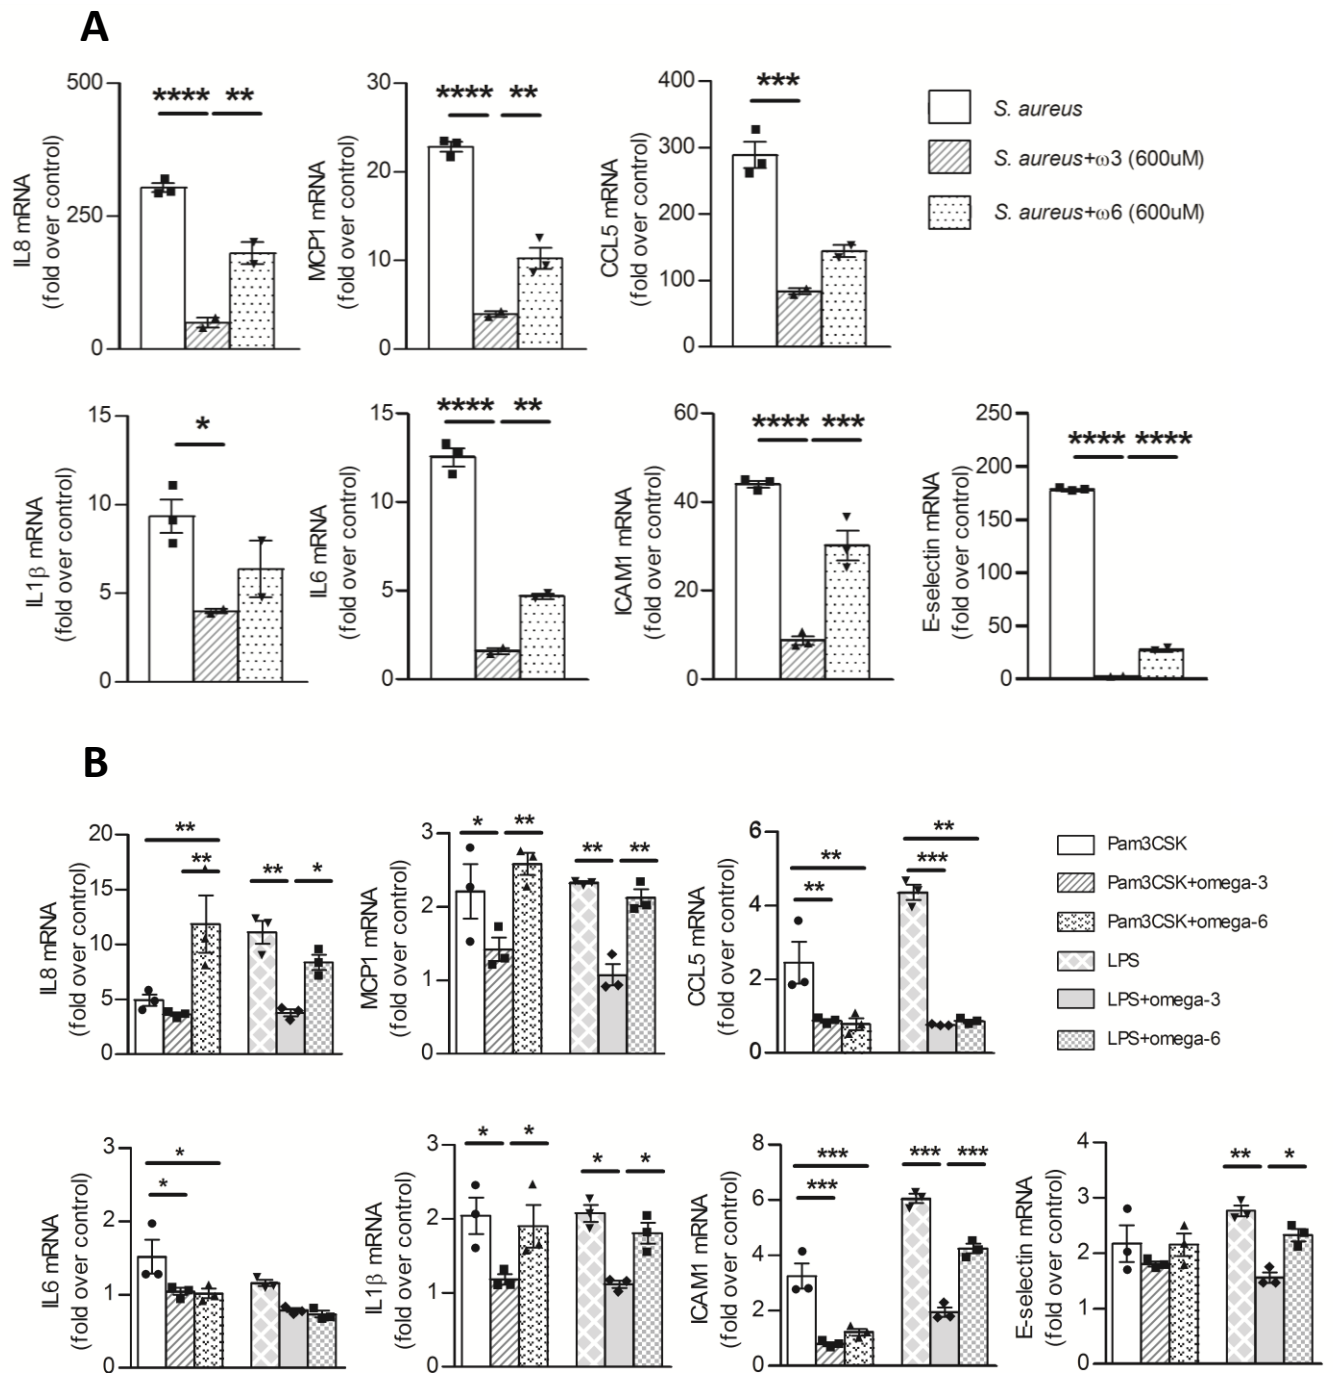 A
IL8 mRNA
(fold over control)
500
250
0
**** **
MCP1 mRNA
(fold over control)
30
20
10
0
**** **
CCL5 mRNA
(fold over control)
400
300
200
100
0
***
S. aureus
S. aureus+ω3 (600uM)
S. aureus+ω6 (600uM)
IL1β mRNA
(fold over control)
15
10
5
0
*
IL6 mRNA
(fold over control)
15
10
5
0
**** **
ICAM1 mRNA
(fold over control)
60
40
20
0
**** ***
E-selectin mRNA
(fold over control)
250
200
150
100
50
0
**** ****
B
IL8 mRNA
(fold over control)
20
15
10
5
0
**
**
** *
MCP1 mRNA
(fold over control)
3
2
1
0
* **
** **
CCL5 mRNA
(fold over control)
6
4
2
0
**
**
**
***
Pam3CSK
Pam3CSK+omega-3
Pam3CSK+omega-6
LPS
LPS+omega-3
LPS+omega-6
IL6 mRNA
(fold over control)
3
2
1
0
*
*
IL1β mRNA
(fold over control)
3
2
1
0
* *
* *
ICAM1 mRNA
(fold over control)
8
6
4
2
0
***
***
*** ***
E-selectin mRNA
(fold over control)
4
3
2
1
0
** *